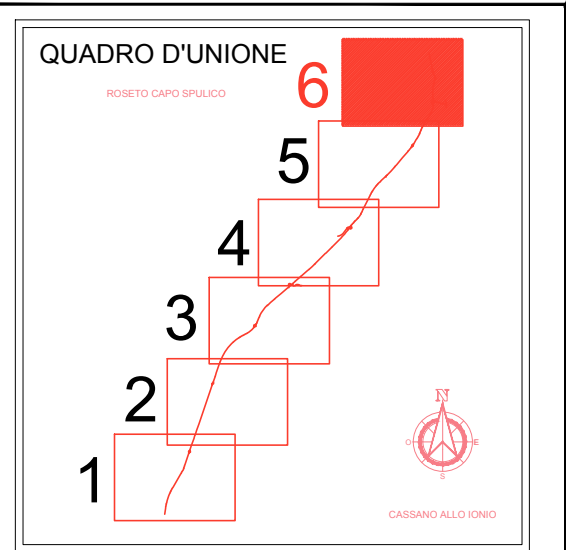 QUADRO D'UNIONE
ROSETO CAPO SPULICO
6
5
4
3
2
1
N
O
E
S
CASSANO ALLO IONIO